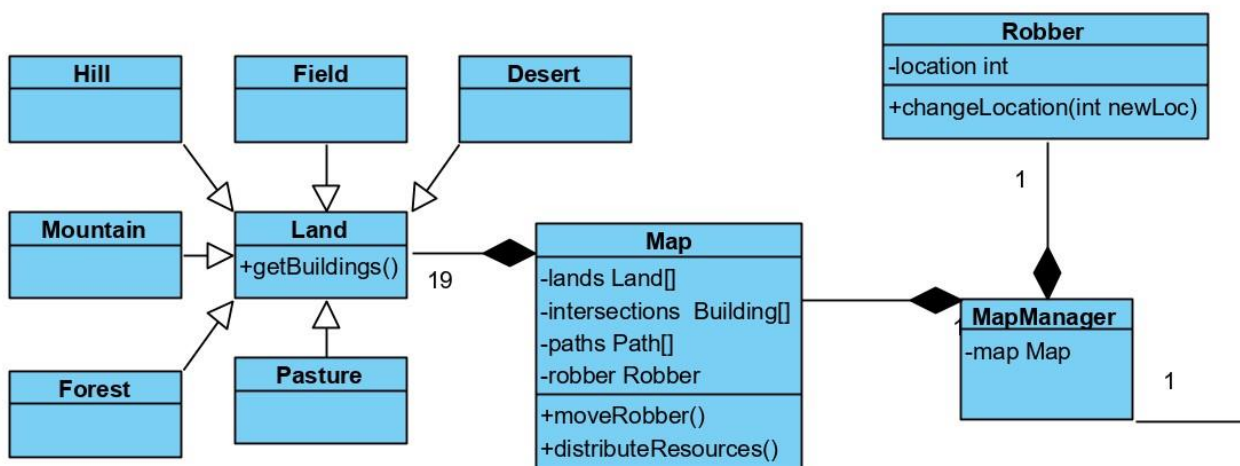 Robber
-location int
+changeLocation(int newLoc)
Hill
Field
Desert
1
Mountain
Land
+getBuildings()
19
Map
-lands Land[]
-intersections  Building[]
-paths Path[]
-robber Robber
+moveRobber()
+distributeResources()
MapManager
-map Map
1
Forest
Pasture